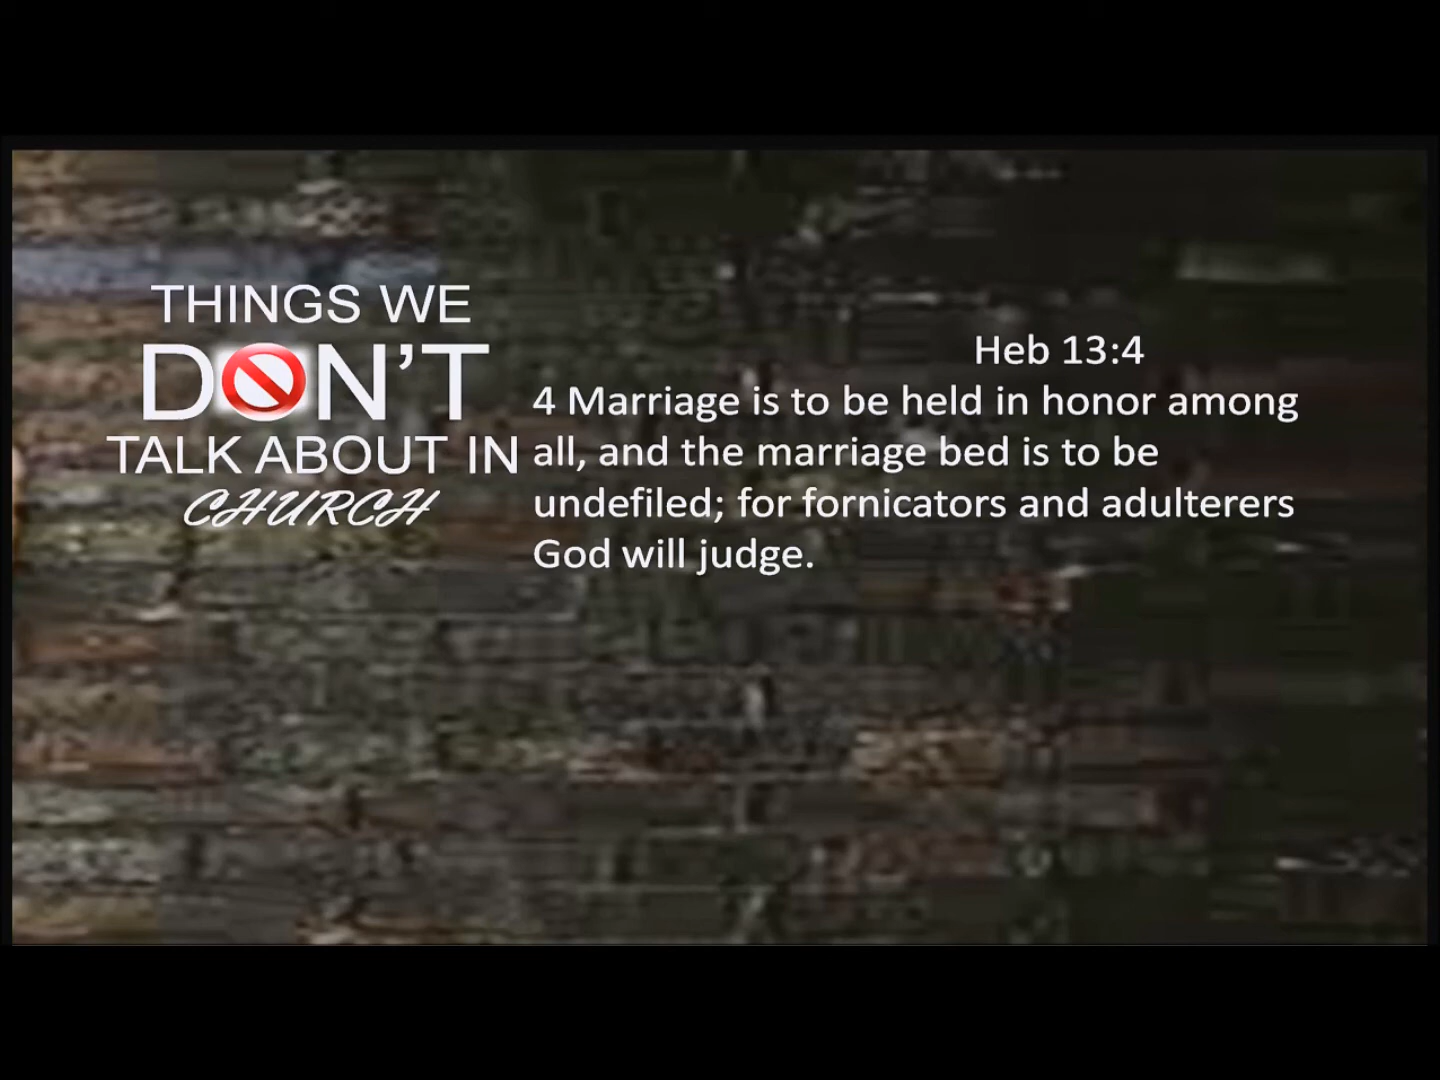 THINGS WE
DON'T
TALK ABOUT IN
CHURCH
Heb 13:4
4 Marriage is to be held in honor among
all, and the marriage bed is to be
undefiled; for fornicators and adulterers
God will judge.